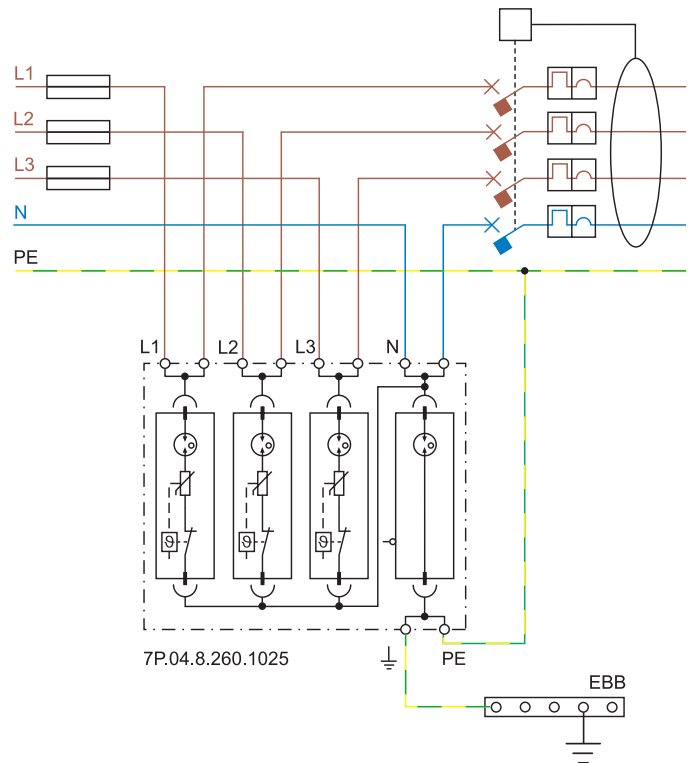 L1
L2
L3
N
PE
L1 L2 L3 N
ϑ ϑ ϑ
7P.04.8.260.1025 PE
EBB